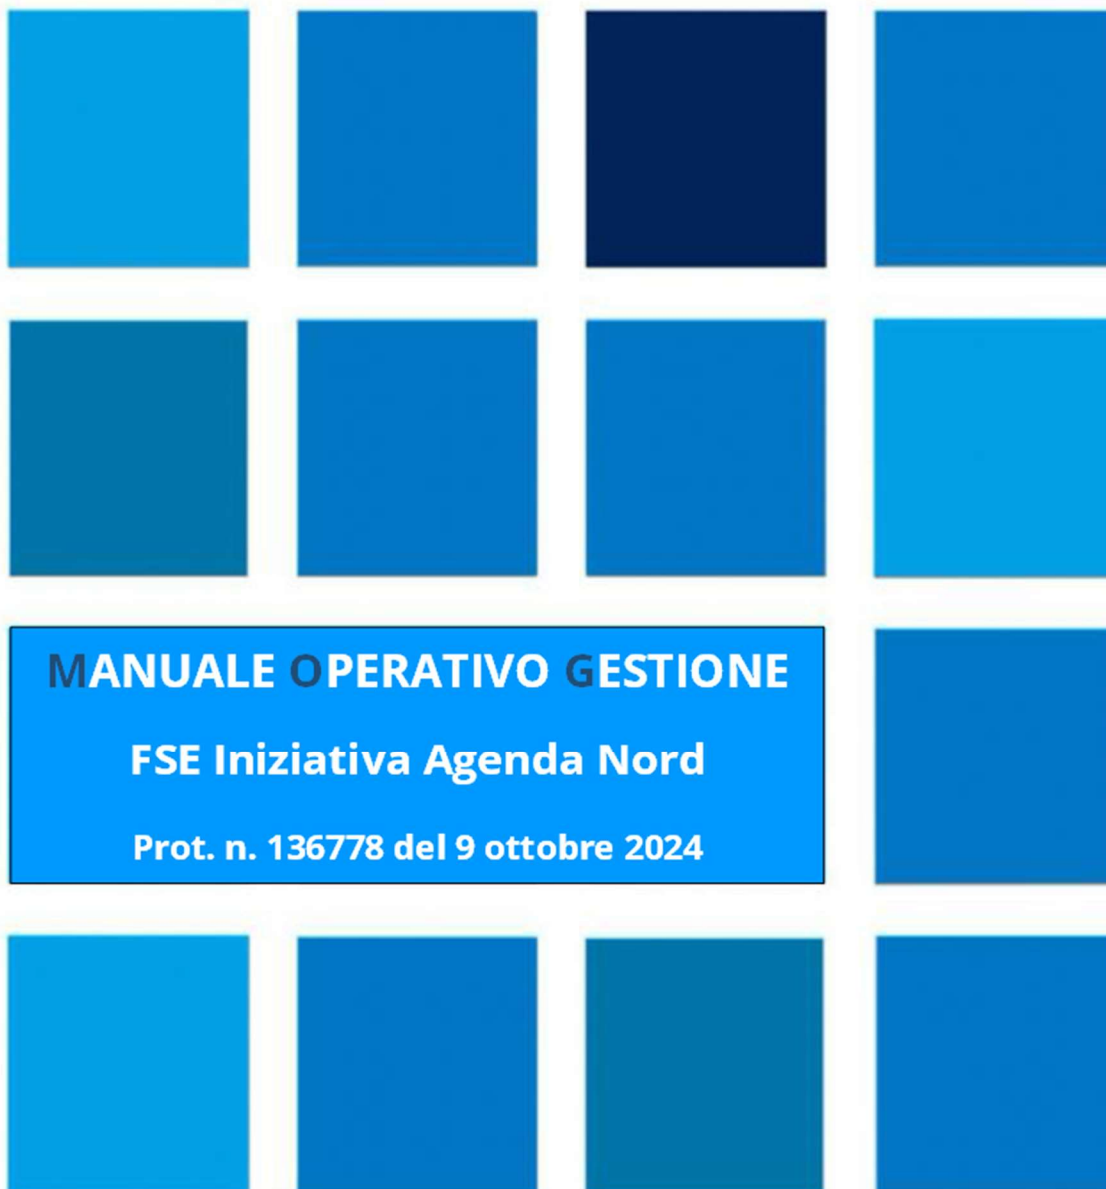 MANUALE OPERATIVO GESTIONE
FSE Iniziativa Agenda Nord
Prot. n. 136778 del 9 ottobre 2024